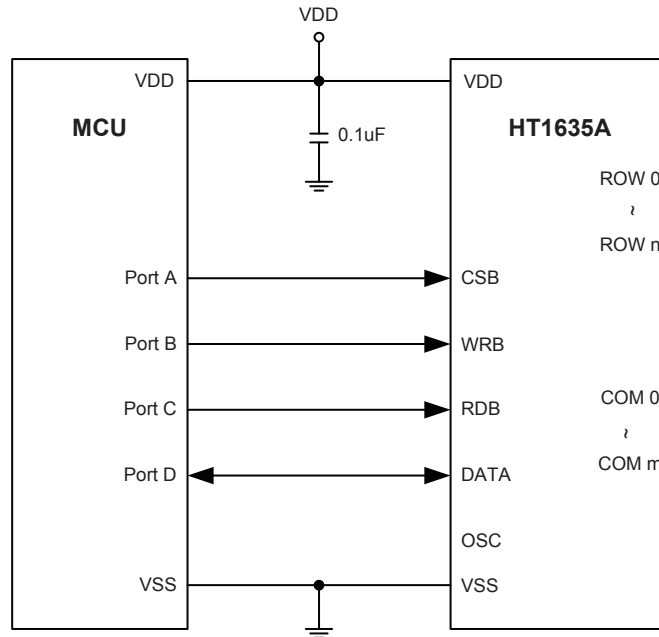 VDD
VDD
VDD
MCU
HT1635A
0.1uF
ROW 0
~
ROW m
Port A
CSB
Port B
WRB
Port C
RDB
COM 0
~
COM m
Port D
DATA
OSC
VSS
VSS